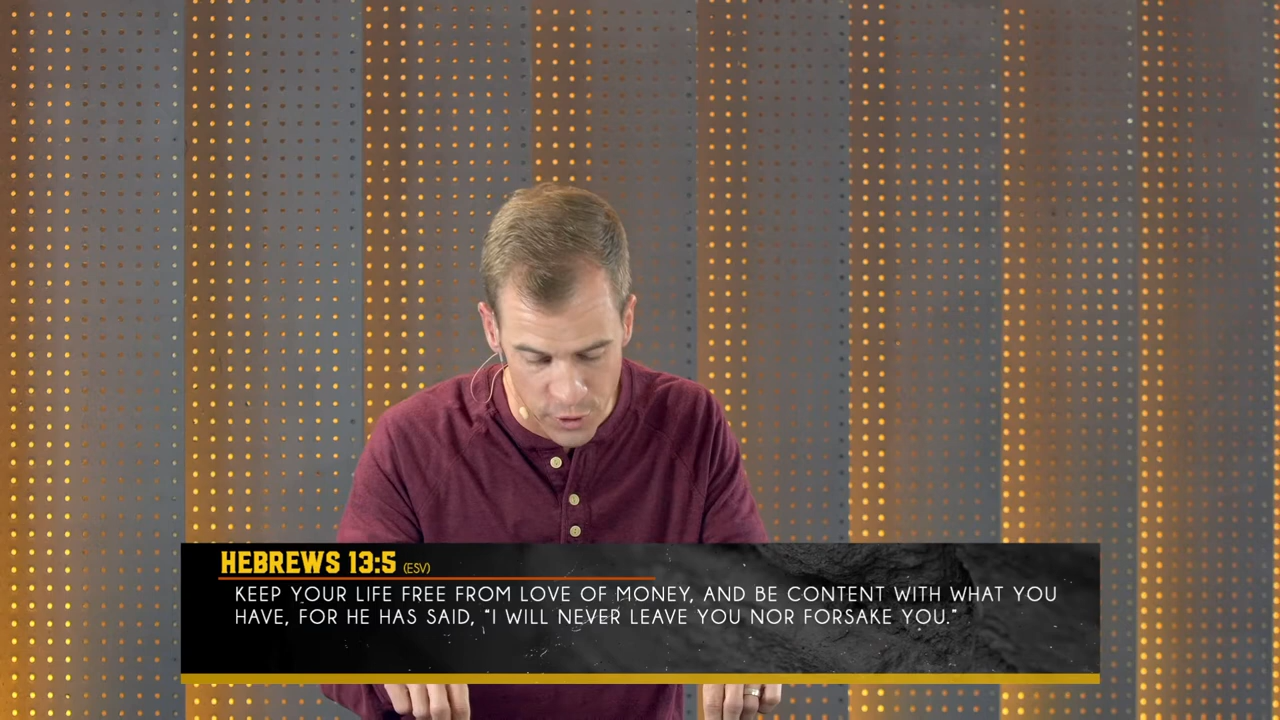 HEBREWS 13:5 (ESV)
KEEP YOUR LIFE FREE FROM LOVE OF MONEY, AND BE CONTENT WITH WHAT YOU
HAVE, FOR HE HAS SAID, “I WILL NEVER LEAVE YOU NOR FORSAKE YOU.”